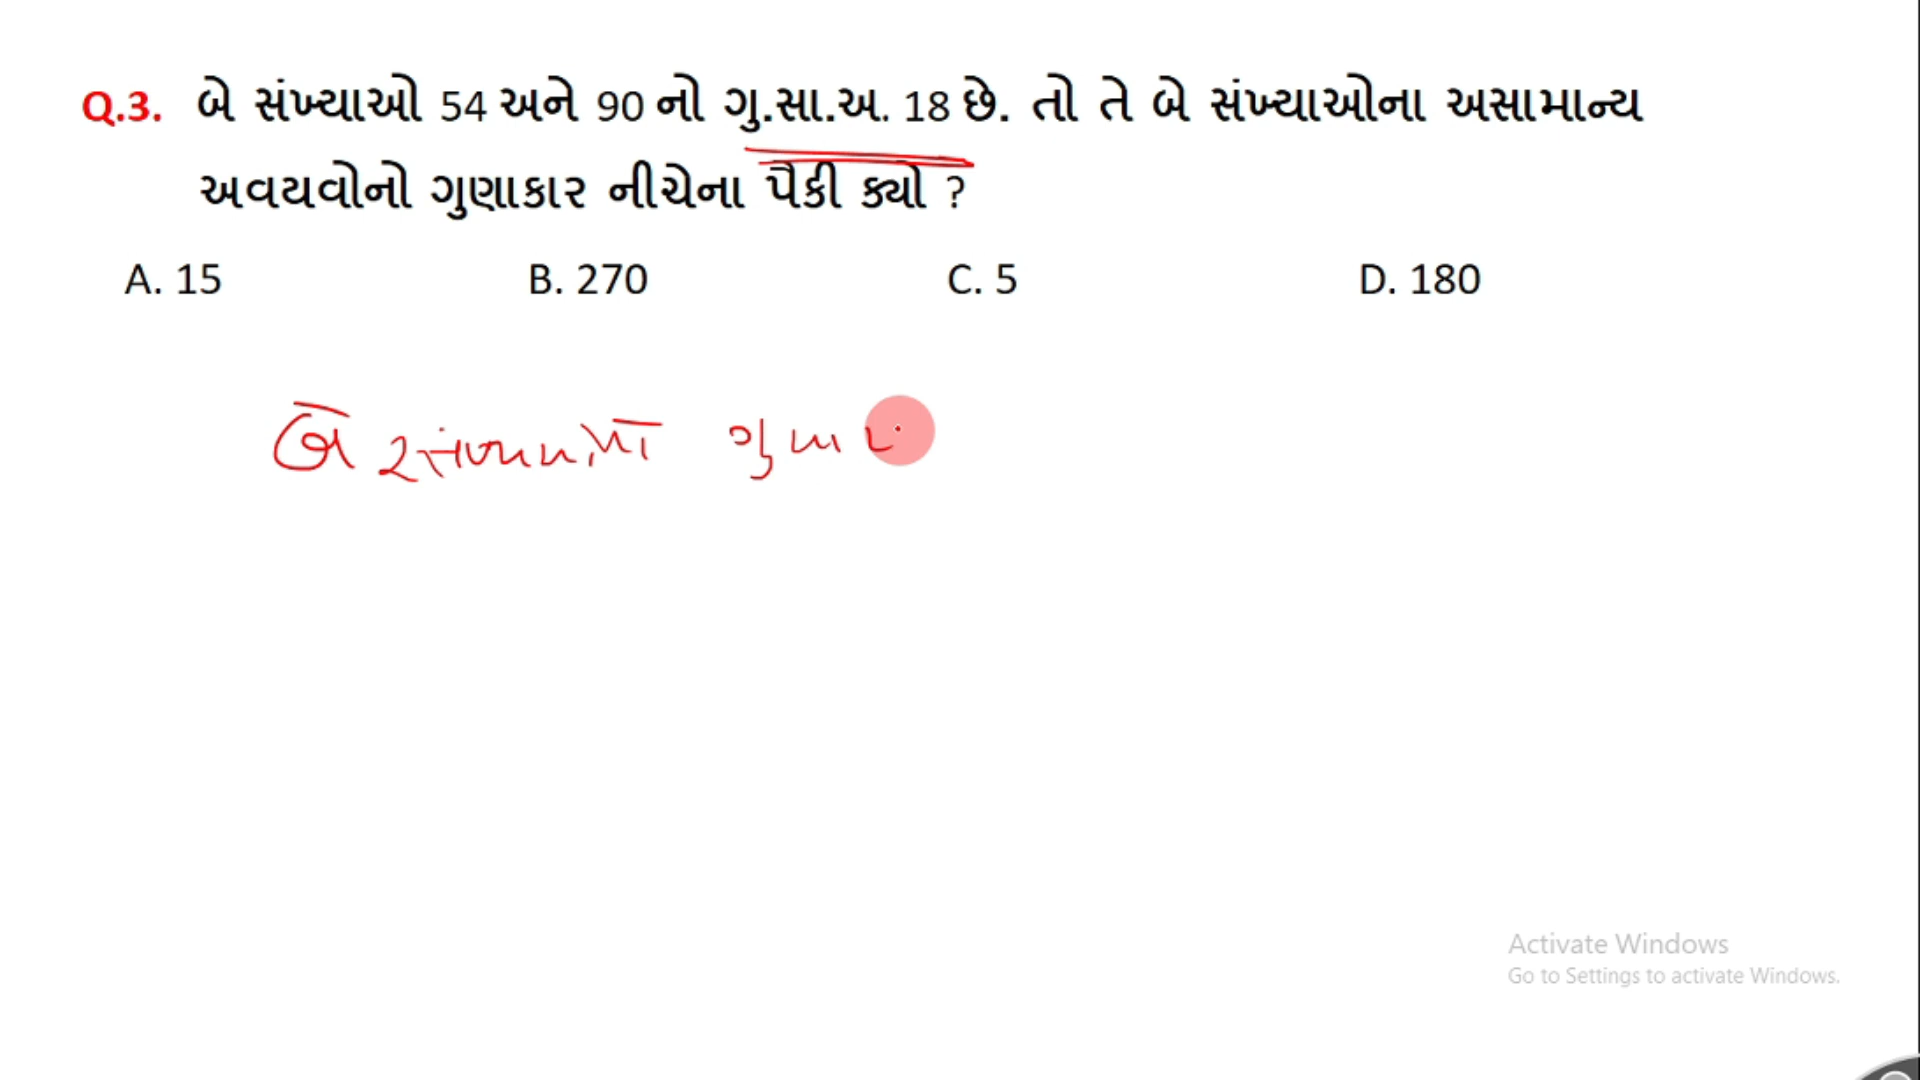 Q.3. બે સંખ્યાઓ 54 અને 90 નો ગુ.સા.અ. 18 છે. તો તે બે સંખ્યાઓના અસામાન્ય
અવયવોનો ગુણાકાર નીચેના પૈકી ક્યો ?
A. 15 B. 270 C. 5 D. 180
બે
Activate Windows
Go to Settings to activate Windows.